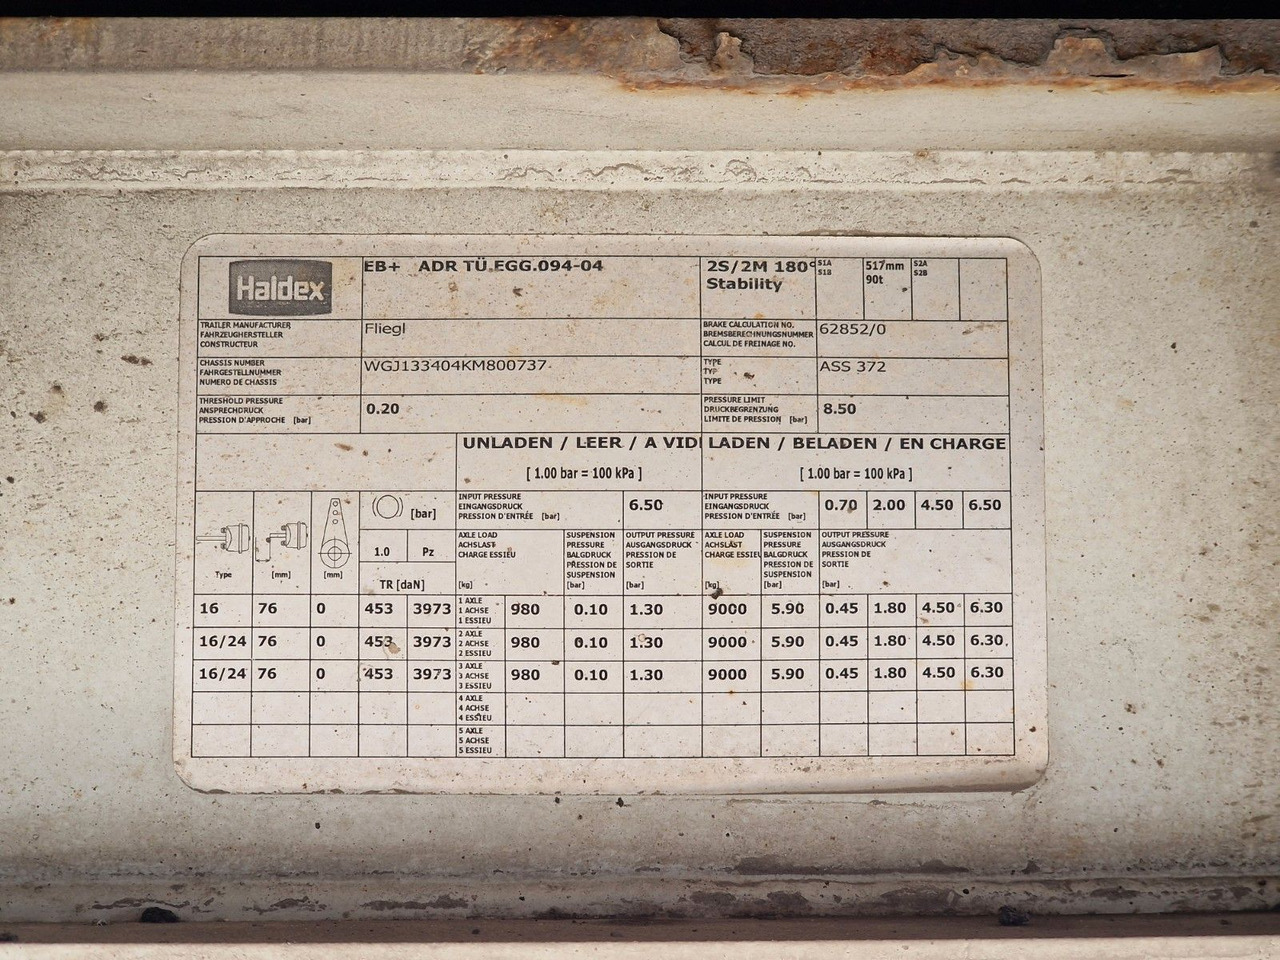 Haldex
EB+ ADR TÜ.EGG.094-04
2S/2M 180°
Stability
S1A
S1B
517mm
90t
S2A
S2B
TRAILER MANUFACTURER
FAHRZEUGHERSTELLER
CONSTRUCTEUR
Fliegl
BRAKE CALCULATION NO.
BREMSBERECHNUNGSNUMMER
CALCUL DE FREINAGE NO.
62852/0
CHASSIS NUMBER
FAHRGESTELLNUMMER
NUMERO DE CHASSIS
WGJ133404KM800737
TYPE
TYP
TYPE
ASS 372
THRESHOLD PRESSURE
ANSPRECHDRUCK
PRESSION D'APPROCHE [bar]
0.20
PRESSURE LIMIT
DRUCKBEGRENZUNG
LIMITE DE PRESSION [bar]
8.50
UNLADEN / LEER / A VID
[ 1.00 bar = 100 kPa ]
LADEN / BELADEN / EN CHARGE
[ 1.00 bar = 100 kPa ]
Type
[mm]
[mm]
[bar]
1.0 Pz
TR [daN]
INPUT PRESSURE
EINGANGSDRUCK
PRESSION D'ENTRÉE [bar]
6.50
INPUT PRESSURE
EINGANGSDRUCK
PRESSION D'ENTRÉE [bar]
0.70 2.00 4.50 6.50
AXLE LOAD
ACHSLAST
CHARGE ESSIEU
[kg]
SUSPENSION
PRESSURE
BALGDRUCK
PRESSION DE
SUSPENSION
[bar]
OUTPUT PRESSURE
AUSGANGSDRUCK
PRESSION DE
SORTIE
[bar]
AXLE LOAD
ACHSLAST
CHARGE ESSIEU
[kg]
SUSPENSION
PRESSURE
BALGDRUCK
PRESSION DE
SUSPENSION
[bar]
OUTPUT PRESSURE
AUSGANGSDRUCK
PRESSION DE
SORTIE
[bar]
16 76 0 453 3973
1 AXLE
1 ACHSE
1 ESSIEU
980 0.10 1.30 9000 5.90 0.45 1.80 4.50 6.30
16/24 76 0 453 3973
2 AXLE
2 ACHSE
2 ESSIEU
980 0.10 1.30 9000 5.90 0.45 1.80 4.50 6.30
16/24 76 0 453 3973
3 AXLE
3 ACHSE
3 ESSIEU
980 0.10 1.30 9000 5.90 0.45 1.80 4.50 6.30
4 AXLE
4 ACHSE
4 ESSIEU
5 AXLE
5 ACHSE
5 ESSIEU